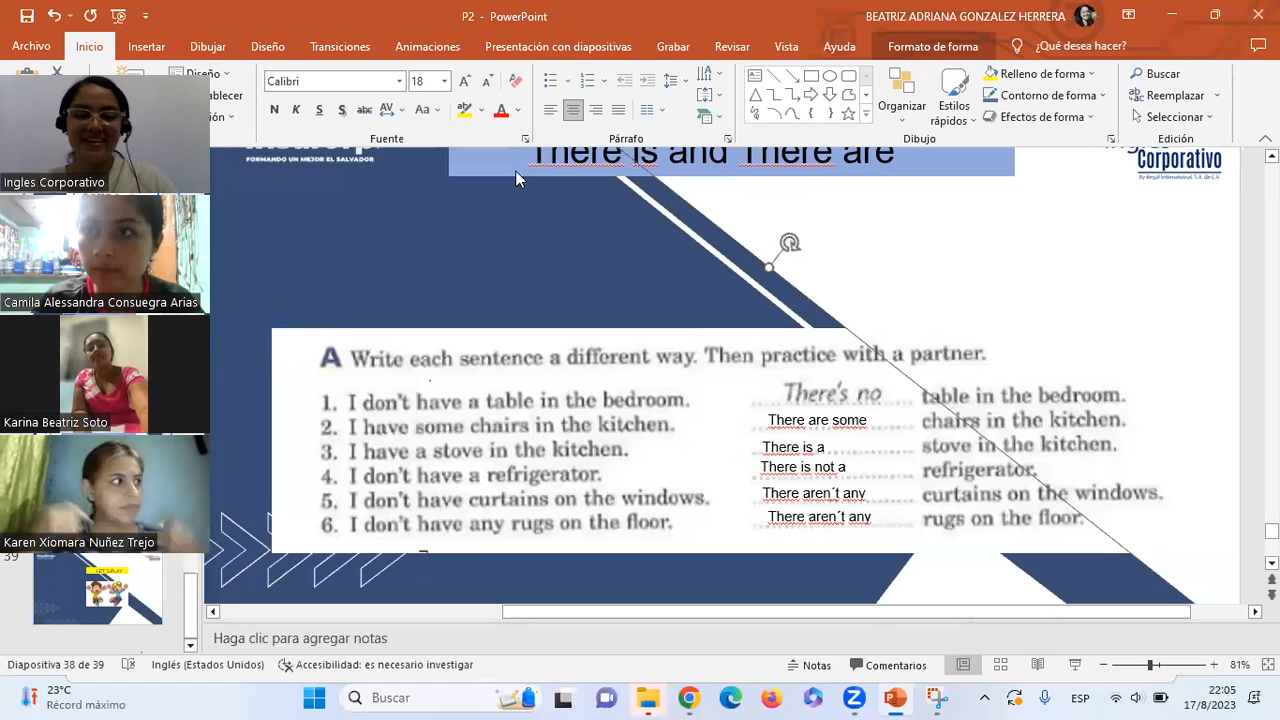 P2 - PowerPoint
BEATRIZ ADRIANA GONZALEZ HERRERA
Archivo Inicio Insertar Dibujar Diseño Transiciones Animaciones Presentación con diapositivas Grabar Revisar Vista Ayuda Formato de forma ¿Qué desea hacer?
Diseño
Calibri 18
Relleno de forma
Buscar
Contorno de forma
Reemplazar
N K S S abc AV Aa A
Organizar
Estilos rápidos
Efectos de forma
Seleccionar
Fuente Párrafo Dibujo Edición
There is and There are
FORMANDO UN MEJOR EL SALVADOR
Corporativo
Ingles Corporativo
Camila Alessandra Consuegra Arias
Karina Beatriz Soto
Karen Xiomara Nuñez Trejo
A Write each sentence a different way. Then practice with a partner.
1. I don't have a table in the bedroom. There's no table in the bedroom.
2. I have some chairs in the kitchen. There are some chairs in the kitchen.
3. I have a stove in the kitchen. There is a stove in the kitchen.
4. I don't have a refrigerator. There is not a refrigerator.
5. I don't have curtains on the windows. There aren´t any curtains on the windows.
6. I don't have any rugs on the floor. There aren´t any rugs on the floor.
39
LET'S PLAY
Haga clic para agregar notas
Diapositiva 38 de 39 Inglés (Estados Unidos) Accesibilidad: es necesario investigar Notas Comentarios 81%
23°C
Récord máximo
Buscar
ESP
22:05
17/8/2023